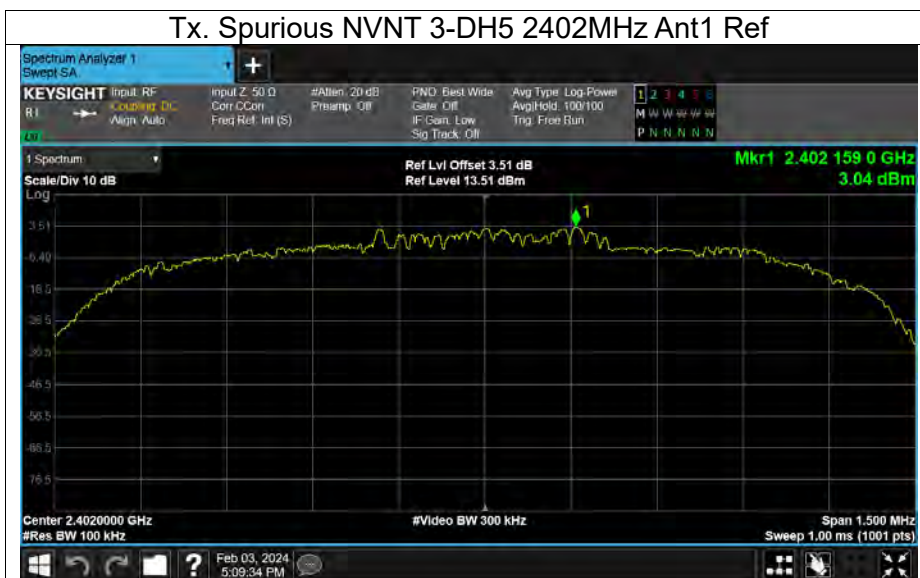 Tx. Spurious NVNT 3-DH5 2402MHz Ant1 Ref
Spectrum Analyzer 1
Swept SA
+
KEYSIGHT Input: RF
Coupling: DC
Align: Auto
Input Z: 50 Ω
Corr CCorr
Freq Ref: Int (S)
#Atten: 20 dB
Preamp: Off
PNO: Best Wide
Gate: Off
IF Gain: Low
Sig Track: Off
Avg Type: Log-Power
Avg|Hold: 100/100
Trig: Free Run
1 2 3 4 5 6
M W W W W W
P N N N N N
1 Spectrum
Scale/Div 10 dB
Log
Ref Lvl Offset 3.51 dB
Ref Level 13.51 dBm
Mkr1 2.402 159 0 GHz
3.04 dBm
1
3.51
-6.49
-16.5
-26.5
-36.5
-46.5
-56.5
-66.5
-76.5
Center 2.4020000 GHz
#Res BW 100 kHz
#Video BW 300 kHz
Span 1.500 MHz
Sweep 1.00 ms (1001 pts)
?
Feb 03, 2024
5:09:34 PM